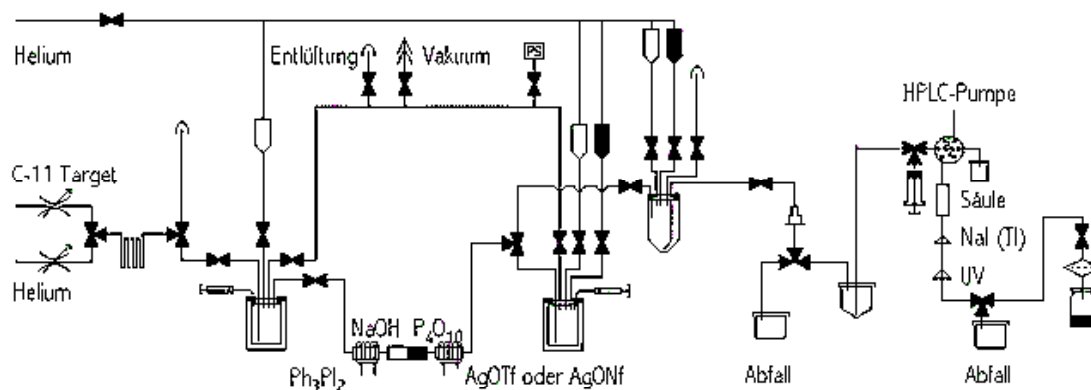 Helium
Entlüftung
Vakuum
PS
HPLC-Pumpe
C-11 Target
Säule
NaI (Tl)
Helium
UV
NaOH
P₄O₁₀
Ph₃PI₂
AgOTf oder AgONf
Abfall
Abfall